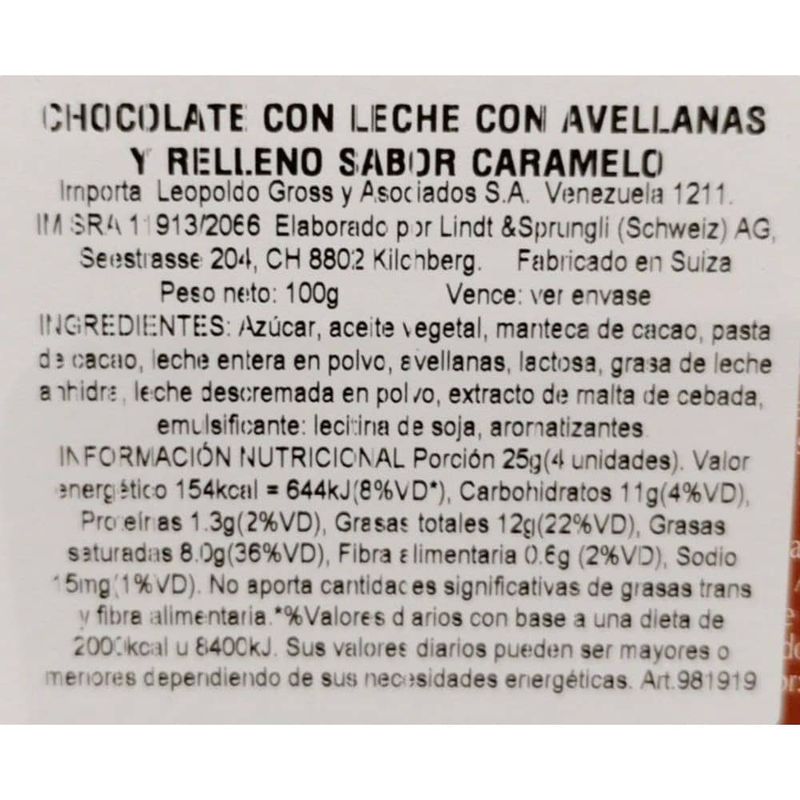 CHOCOLATE CON LECHE CON AVELLANAS
Y RELLENO SABOR CARAMELO
Importa Leopoldo Gross y Asociados S.A. Venezuela 1211.
IM SRA 11913/2066 Elaborado por Lindt &Sprungli (Schweiz) AG,
Seestrasse 204, CH 8802 Kilchberg. Fabricado en Suiza
Peso neto: 100g Vence: ver envase
INGREDIENTES: Azúcar, aceite vegetal, manteca de cacao, pasta
de cacao, leche entera en polvo, avellanas, lactosa, grasa de leche
anhidra, leche descremada en polvo, extracto de malta de cebada,
emulsificante: lecitina de soja, aromatizantes
INFORMACIÓN NUTRICIONAL Porción 25g(4 unidades). Valor
energético 154kcal = 644kJ(8%VD*), Carbohidratos 11g(4%VD),
Proteínas 1.3g(2%VD), Grasas totales 12g(22%VD), Grasas
saturadas 8.0g(36%VD), Fibra alimentaria 0.6g (2%VD), Sodio
15mg(1%VD). No aporta cantidades significativas de grasas trans
y fibra alimentaria.*%Valores diarios con base a una dieta de
2000kcal u 8400kJ. Sus valores diarios pueden ser mayores o
menores dependiendo de sus necesidades energéticas. Art.981919